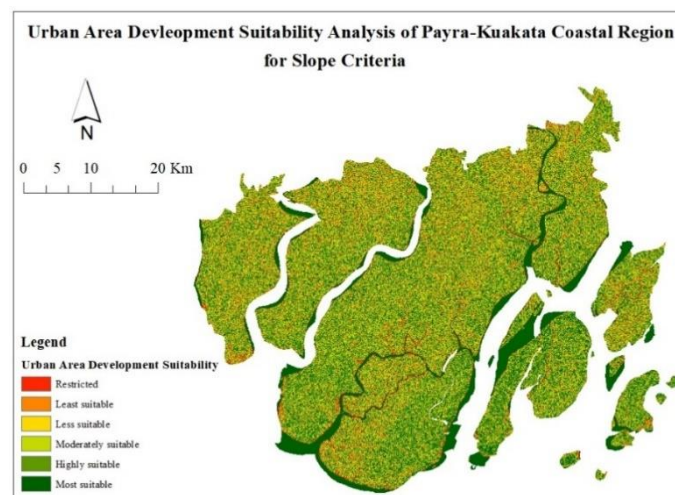 Urban Area Devleopment Suitability Analysis of Payra-Kuakata Coastal Region
for Slope Criteria
N
0 5 10 20 Km
Legend
Urban Area Development Suitability
Restricted
Least suitable
Less suitable
Moderately suitable
Highly suitable
Most suitable